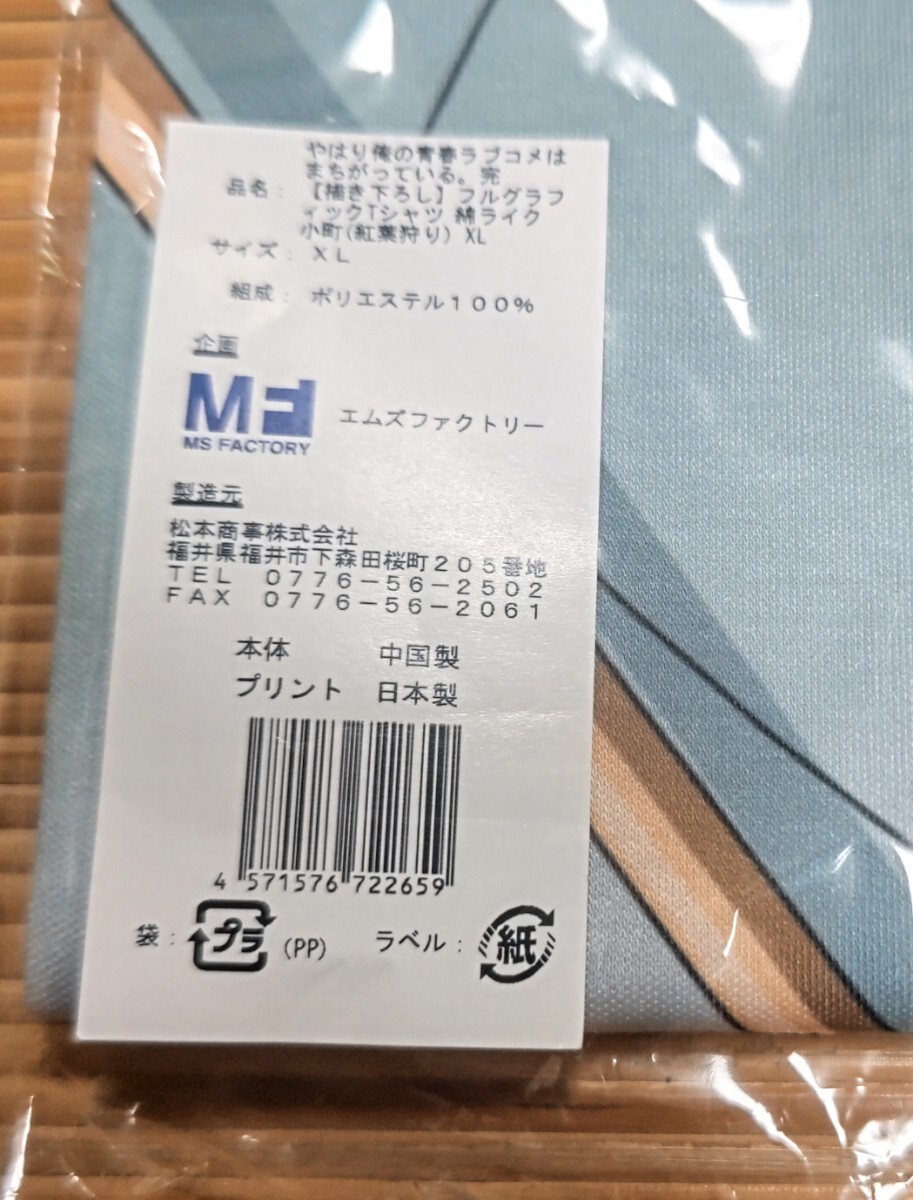 やはり俺の青春ラブコメは
まちがっている。完
品名： 【描き下ろし】フルグラフ
ィックTシャツ 綿ライク
小町(紅葉狩り) XL
サイズ： ＸＬ
組成： ポリエステル１００％
企画
MF
MS FACTORY
エムズファクトリー
製造元
松本商事株式会社
福井県福井市下森田桜町２０５番地
ＴＥＬ ０７７６－５６－２５０２
ＦＡＸ ０７７６－５６－２０６１
本体 中国製
プリント 日本製
4 571576 722659
袋： プラ (PP) ラベル： 紙